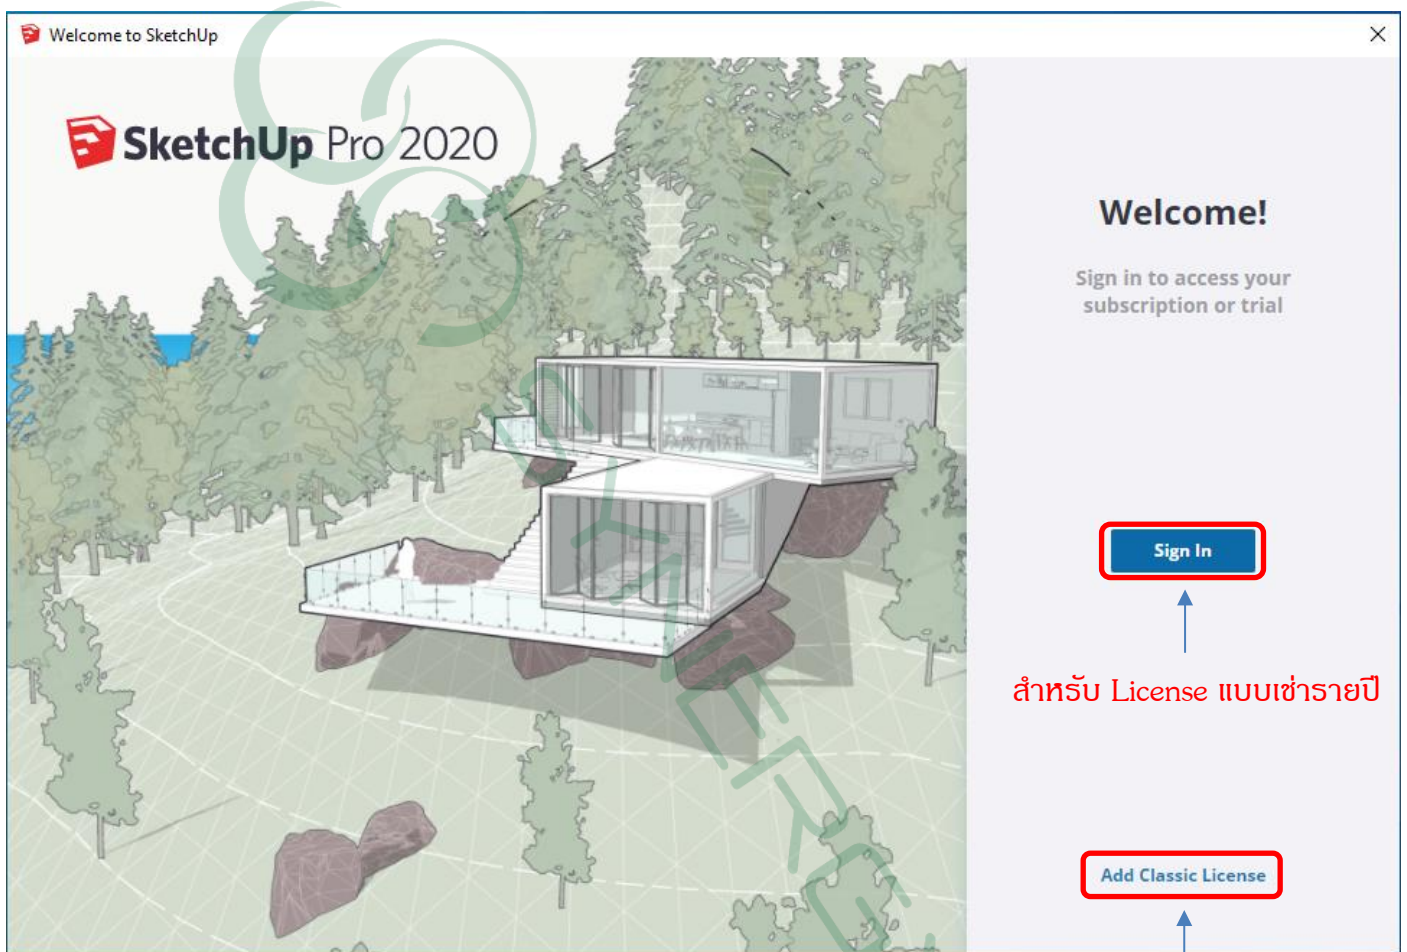 Welcome to SketchUp
SketchUp Pro 2020
Welcome!
Sign in to access your
subscription or trial
Sign In
สำหรับ License แบบเช่ารายปี
Add Classic License
SYNERGY